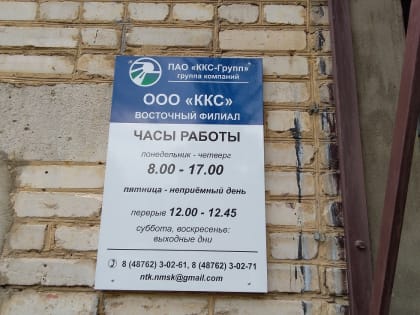 ПАО «ККС-Групп»
группа компаний
ООО «ККС»
ВОСТОЧНЫЙ ФИЛИАЛ
ЧАСЫ РАБОТЫ
понедельник - четверг
8.00 - 17.00
пятница - неприёмный день
перерыв 12.00 - 12.45
суббота, воскресенье:
выходные дни
8 (48762) 3-02-61, 8 (48762) 3-02-71
ntk.nmsk@gmail.com